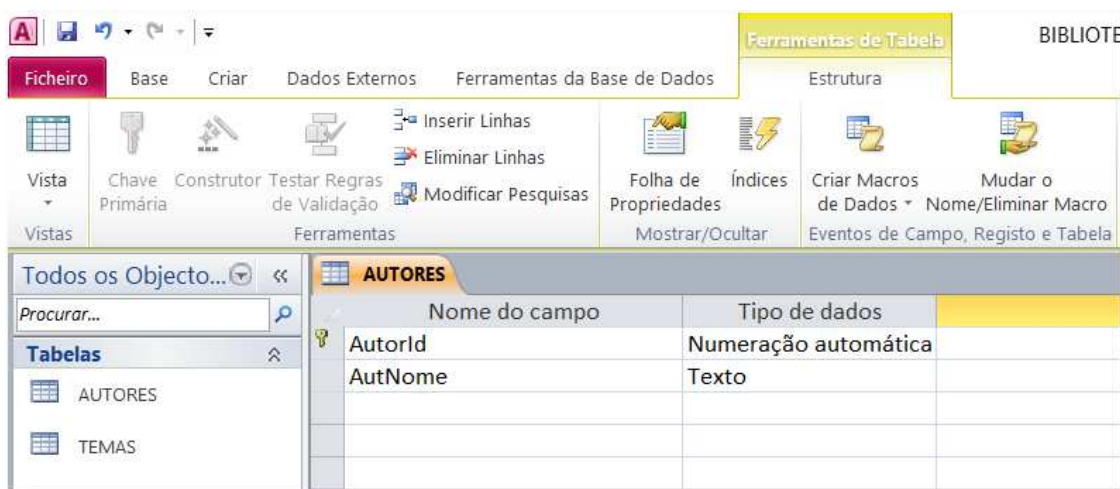 A
Ferramentas de Tabela
BIBLIOTE
Ficheiro
Base
Criar
Dados Externos
Ferramentas da Base de Dados
Estrutura
Vista
Chave Primária
Construtor
Testar Regras de Validação
Inserir Linhas
Eliminar Linhas
Modificar Pesquisas
Folha de Propriedades
Índices
Criar Macros de Dados
Mudar o Nome/Eliminar Macro
Vistas
Ferramentas
Mostrar/Ocultar
Eventos de Campo, Registo e Tabela
Todos os Objecto...
Procurar...
Tabelas
AUTORES
TEMAS
AUTORES
Nome do campo
Tipo de dados
AutorId
Numeração automática
AutNome
Texto